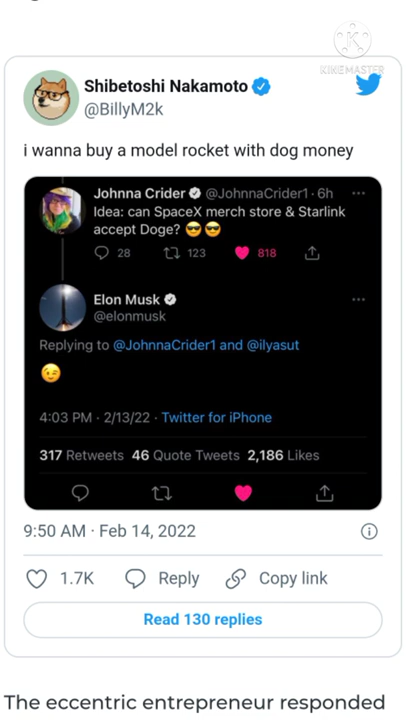 KINEMASTER
Shibetoshi Nakamoto
@BillyM2k
i wanna buy a model rocket with dog money
Johnna Crider @JohnnaCrider1 · 6h
Idea: can SpaceX merch store & Starlink
accept Doge? 😎😎
28 123 818
Elon Musk
@elonmusk
Replying to @JohnnaCrider1 and @ilyasut
😉
4:03 PM · 2/13/22 · Twitter for iPhone
317 Retweets 46 Quote Tweets 2,186 Likes
9:50 AM · Feb 14, 2022
1.7K Reply Copy link
Read 130 replies
The eccentric entrepreneur responded